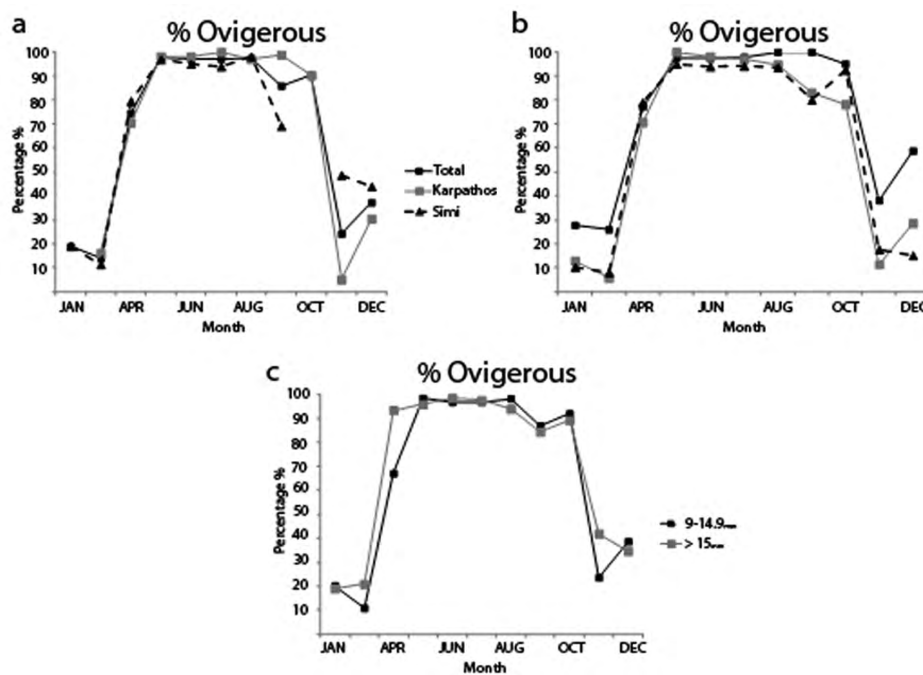 a
% Ovigerous
100
90
80
70
60
50
40
30
20
10
Percentage %
JAN APR JUN AUG OCT DEC
Month
Total
Karpathos
Simi
b
% Ovigerous
100
90
80
70
60
50
40
30
20
10
Percentage %
JAN APR JUN AUG OCT DEC
Month
c
% Ovigerous
100
90
80
70
60
50
40
30
20
10
Percentage %
JAN APR JUN AUG OCT DEC
Month
9-14.9mm
> 15mm